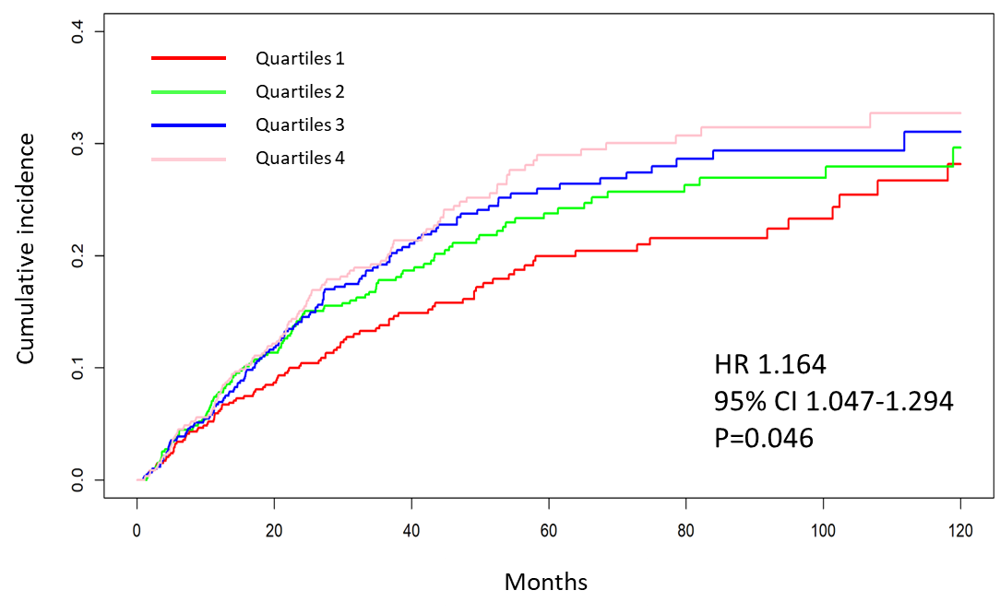 Quartiles 1
Quartiles 2
Quartiles 3
Quartiles 4
Cumulative incidence
0.4
0.3
0.2
0.1
0.0
HR 1.164
95% CI 1.047-1.294
P=0.046
0 20 40 60 80 100 120
Months